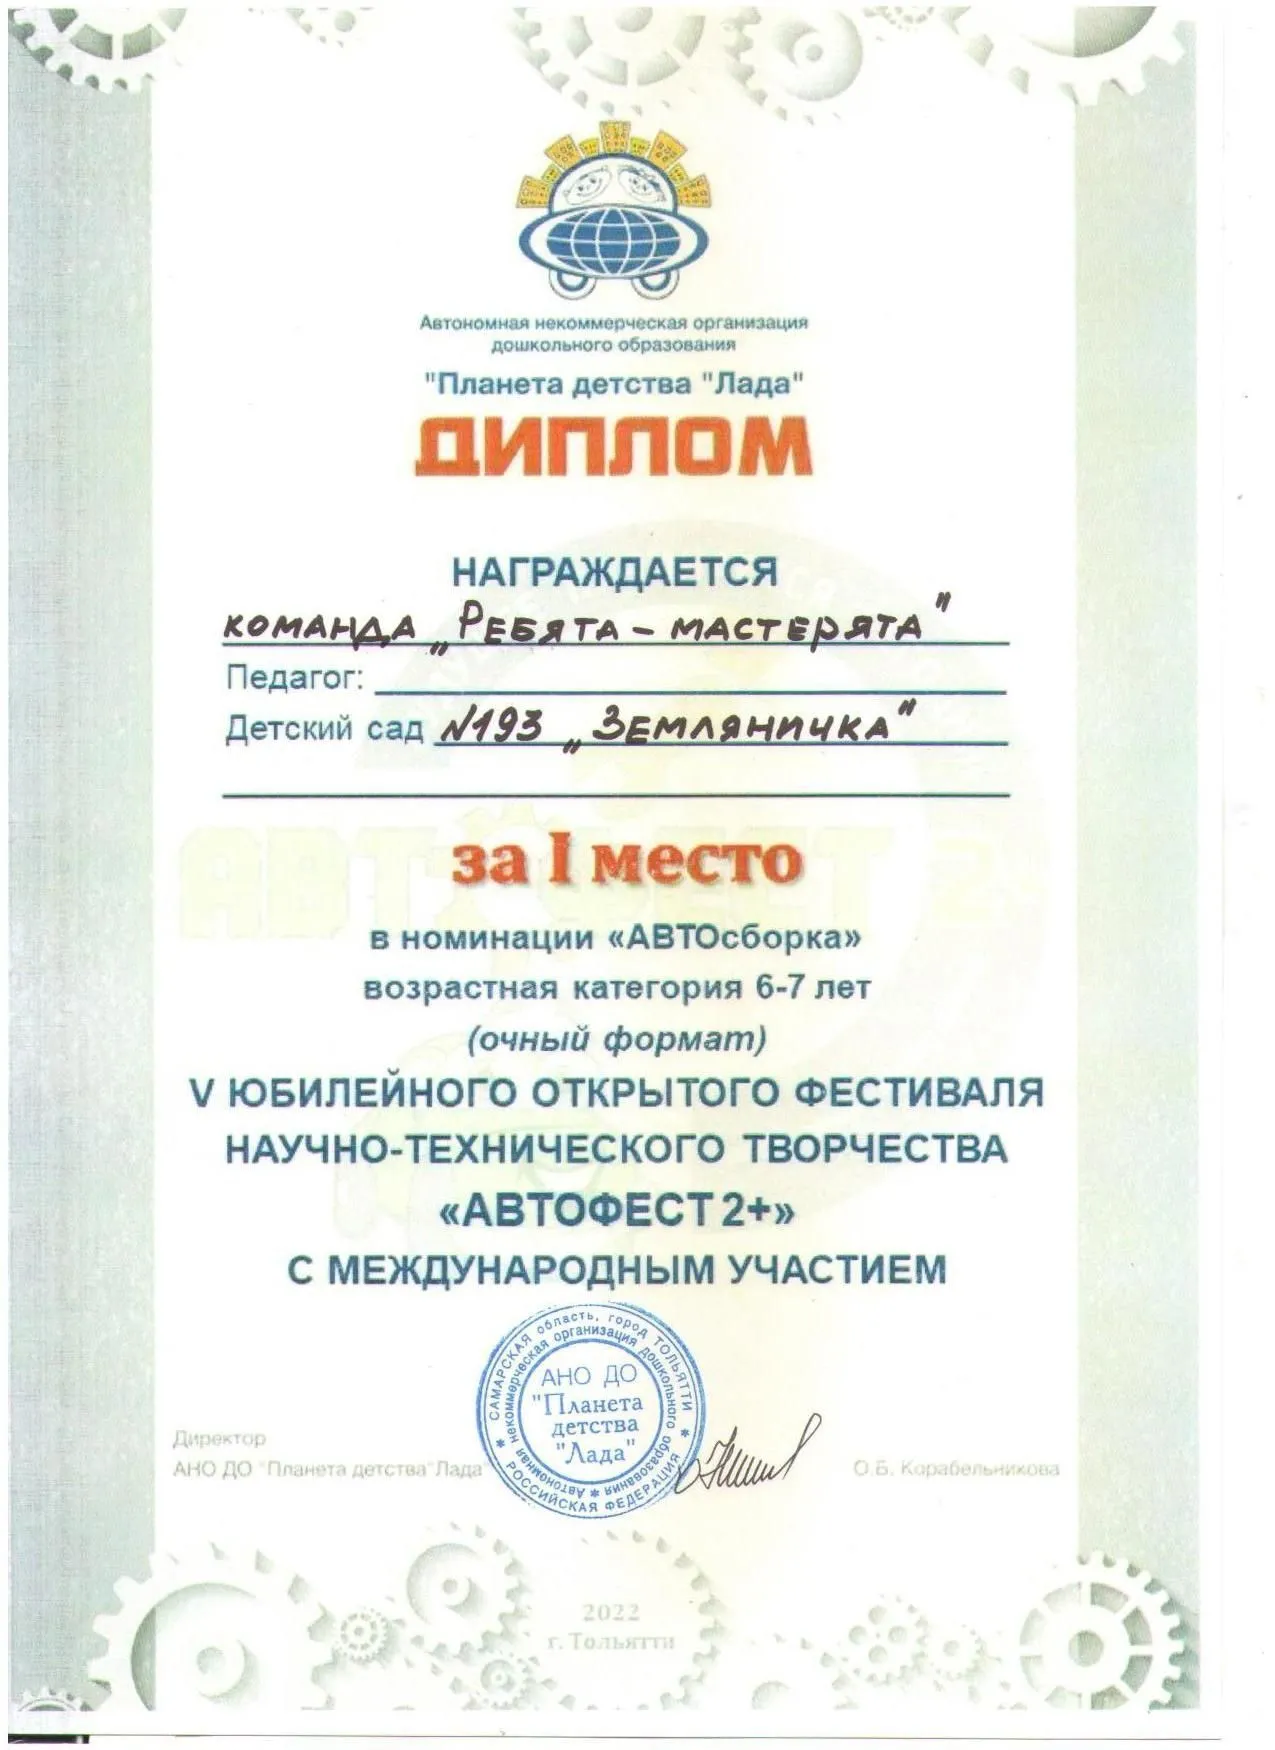 Автономная некоммерческая организация
дошкольного образования
"Планета детства "Лада"
ДИПЛОМ
НАГРАЖДАЕТСЯ
команда „Ребята - мастерята"
Педагог:
Детский сад №193 „Земляничка"
за I место
в номинации «АВТОсборка»
возрастная категория 6-7 лет
(очный формат)
V ЮБИЛЕЙНОГО ОТКРЫТОГО ФЕСТИВАЛЯ
НАУЧНО-ТЕХНИЧЕСКОГО ТВОРЧЕСТВА
«АВТОФЕСТ 2+»
С МЕЖДУНАРОДНЫМ УЧАСТИЕМ
САМАРСКАЯ область, город ТОЛЬЯТТИ * РОССИЙСКАЯ ФЕДЕРАЦИЯ *
Автономная некоммерческая организация дошкольного образования *
АНО ДО
"Планета
детства
"Лада"
Директор
АНО ДО "Планета детства"Лада"
О.Б. Корабельникова
2022
г. Тольятти
АВТОФЕСТ 2